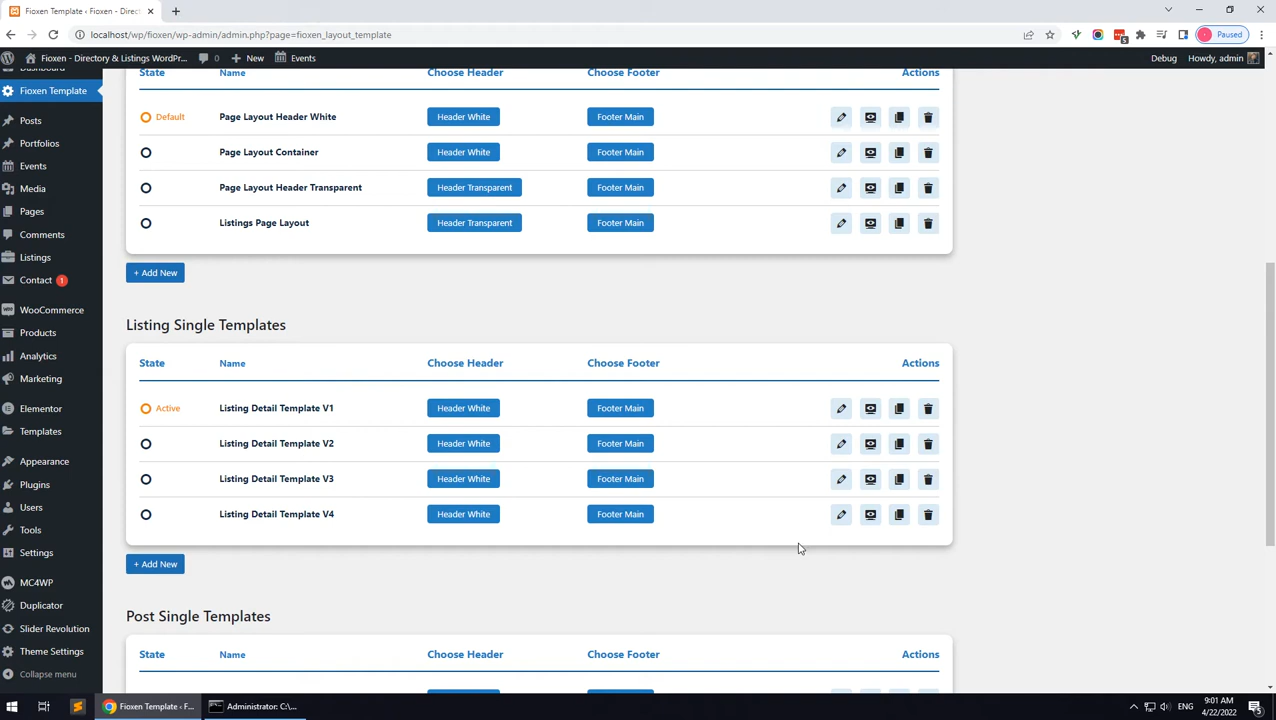 Fioxen Template ‹ Fioxen - Direc
localhost/wp/fioxen/wp-admin/admin.php?page=fioxen_layout_template
5
Paused
Fioxen - Directory & Listings WordPr...
0
New
Events
Debug
Howdy, admin
Dashboard
Fioxen Template
Posts
Portfolios
Events
Media
Pages
Comments
Listings
Contact 1
WooCommerce
Products
Analytics
Marketing
Elementor
Templates
Appearance
Plugins
Users
Tools
Settings
MC4WP
Duplicator
Slider Revolution
Theme Settings
Collapse menu
State Name Choose Header Choose Footer Actions
Default Page Layout Header White Header White Footer Main
Page Layout Container Header White Footer Main
Page Layout Header Transparent Header Transparent Footer Main
Listings Page Layout Header Transparent Footer Main
+ Add New
Listing Single Templates
State Name Choose Header Choose Footer Actions
Active Listing Detail Template V1 Header White Footer Main
Listing Detail Template V2 Header White Footer Main
Listing Detail Template V3 Header White Footer Main
Listing Detail Template V4 Header White Footer Main
+ Add New
Post Single Templates
State Name Choose Header Choose Footer Actions
Fioxen Template ‹ F...
Administrator: C:\...
ENG
9:01 AM
4/22/2022
5